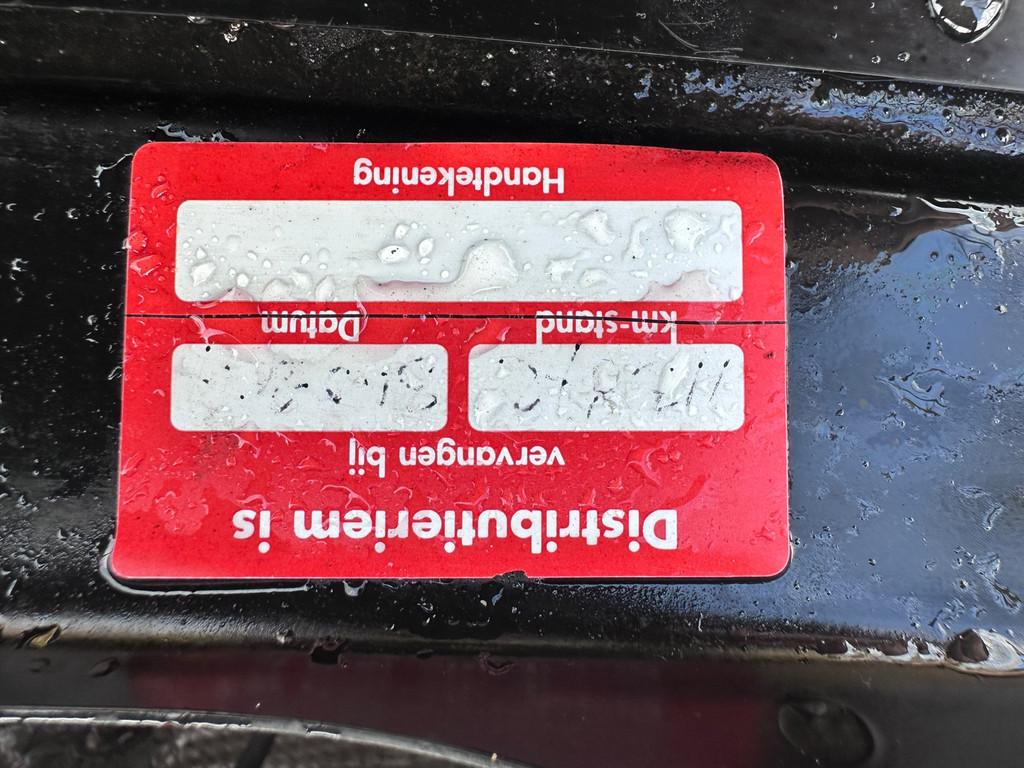 Distributieriem is
vervangen bij
km-stand Datum
Handtekening